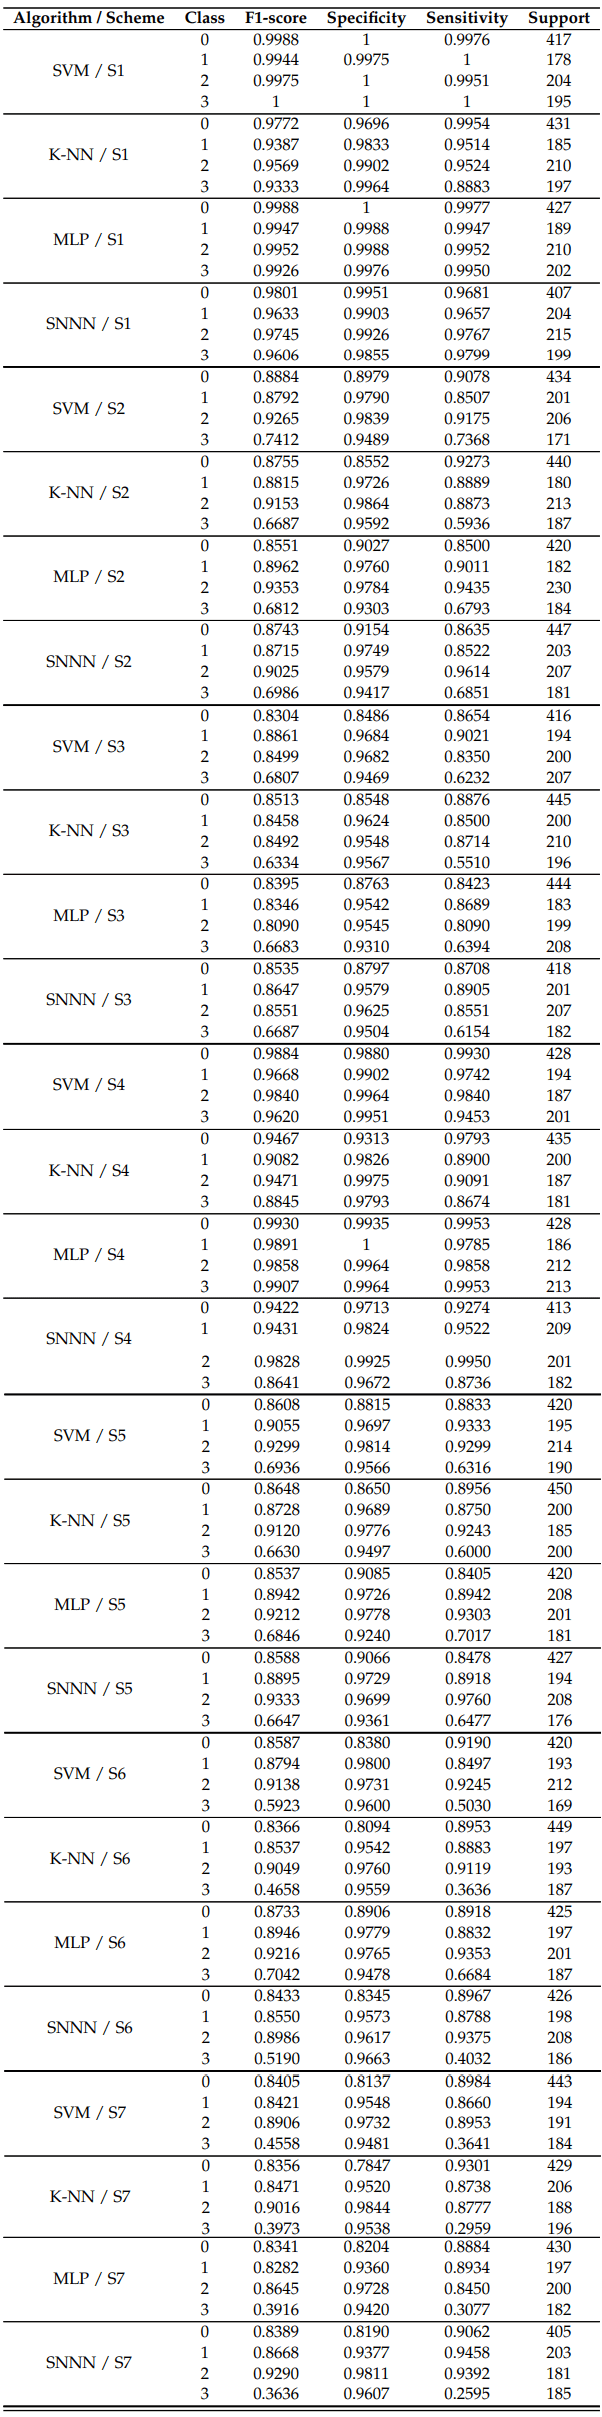 Algorithm / Scheme Class F1-score Specificity Sensitivity Support
0 0.9988 1 0.9976 417
1 0.9944 0.9975 1 178
SVM / S1
2 0.9975 1 0.9951 204
3 1 1 1 195
0 0.9772 0.9696 0.9954 431
1 0.9387 0.9833 0.9514 185
K-NN / S1
2 0.9569 0.9902 0.9524 210
3 0.9333 0.9964 0.8883 197
0 0.9988 1 0.9977 427
1 0.9947 0.9988 0.9947 189
MLP / S1
2 0.9952 0.9988 0.9952 210
3 0.9926 0.9976 0.9950 202
0 0.9801 0.9951 0.9681 407
1 0.9633 0.9903 0.9657 204
SNNN / S1
2 0.9745 0.9926 0.9767 215
3 0.9606 0.9855 0.9799 199
0 0.8884 0.8979 0.9078 434
1 0.8792 0.9790 0.8507 201
SVM / S2
2 0.9265 0.9839 0.9175 206
3 0.7412 0.9489 0.7368 171
0 0.8755 0.8552 0.9273 440
1 0.8815 0.9726 0.8889 180
K-NN / S2
2 0.9153 0.9864 0.8873 213
3 0.6687 0.9592 0.5936 187
0 0.8551 0.9027 0.8500 420
1 0.8962 0.9760 0.9011 182
MLP / S2
2 0.9353 0.9784 0.9435 230
3 0.6812 0.9303 0.6793 184
0 0.8743 0.9154 0.8635 447
1 0.8715 0.9749 0.8522 203
SNNN / S2
2 0.9025 0.9579 0.9614 207
3 0.6986 0.9417 0.6851 181
0 0.8304 0.8486 0.8654 416
1 0.8861 0.9684 0.9021 194
SVM / S3
2 0.8499 0.9682 0.8350 200
3 0.6807 0.9469 0.6232 207
0 0.8513 0.8548 0.8876 445
1 0.8458 0.9624 0.8500 200
K-NN / S3
2 0.8492 0.9548 0.8714 210
3 0.6334 0.9567 0.5510 196
0 0.8395 0.8763 0.8423 444
1 0.8346 0.9542 0.8689 183
MLP / S3
2 0.8090 0.9545 0.8090 199
3 0.6683 0.9310 0.6394 208
0 0.8535 0.8797 0.8708 418
1 0.8647 0.9579 0.8905 201
SNNN / S3
2 0.8551 0.9625 0.8551 207
3 0.6687 0.9504 0.6154 182
0 0.9884 0.9880 0.9930 428
1 0.9668 0.9902 0.9742 194
SVM / S4
2 0.9840 0.9964 0.9840 187
3 0.9620 0.9951 0.9453 201
0 0.9467 0.9313 0.9793 435
1 0.9082 0.9826 0.8900 200
K-NN / S4
2 0.9471 0.9975 0.9091 187
3 0.8845 0.9793 0.8674 181
0 0.9930 0.9935 0.9953 428
1 0.9891 1 0.9785 186
MLP / S4
2 0.9858 0.9964 0.9858 212
3 0.9907 0.9964 0.9953 213
0 0.9422 0.9713 0.9274 413
1 0.9431 0.9824 0.9522 209
SNNN / S4
2 0.9828 0.9925 0.9950 201
3 0.8641 0.9672 0.8736 182
0 0.8608 0.8815 0.8833 420
1 0.9055 0.9697 0.9333 195
SVM / S5
2 0.9299 0.9814 0.9299 214
3 0.6936 0.9566 0.6316 190
0 0.8648 0.8650 0.8956 450
1 0.8728 0.9689 0.8750 200
K-NN / S5
2 0.9120 0.9776 0.9243 185
3 0.6630 0.9497 0.6000 200
0 0.8537 0.9085 0.8405 420
1 0.8942 0.9726 0.8942 208
MLP / S5
2 0.9212 0.9778 0.9303 201
3 0.6846 0.9240 0.7017 181
0 0.8588 0.9066 0.8478 427
1 0.8895 0.9729 0.8918 194
SNNN / S5
2 0.9333 0.9699 0.9760 208
3 0.6647 0.9361 0.6477 176
0 0.8587 0.8380 0.9190 420
1 0.8794 0.9800 0.8497 193
SVM / S6
2 0.9138 0.9731 0.9245 212
3 0.5923 0.9600 0.5030 169
0 0.8366 0.8094 0.8953 449
1 0.8537 0.9542 0.8883 197
K-NN / S6
2 0.9049 0.9760 0.9119 193
3 0.4658 0.9559 0.3636 187
0 0.8733 0.8906 0.8918 425
1 0.8946 0.9779 0.8832 197
MLP / S6
2 0.9216 0.9765 0.9353 201
3 0.7042 0.9478 0.6684 187
0 0.8433 0.8345 0.8967 426
1 0.8550 0.9573 0.8788 198
SNNN / S6
2 0.8986 0.9617 0.9375 208
3 0.5190 0.9663 0.4032 186
0 0.8405 0.8137 0.8984 443
1 0.8421 0.9548 0.8660 194
SVM / S7
2 0.8906 0.9732 0.8953 191
3 0.4558 0.9481 0.3641 184
0 0.8356 0.7847 0.9301 429
1 0.8471 0.9520 0.8738 206
K-NN / S7
2 0.9016 0.9844 0.8777 188
3 0.3973 0.9538 0.2959 196
0 0.8341 0.8204 0.8884 430
1 0.8282 0.9360 0.8934 197
MLP / S7
2 0.8645 0.9728 0.8450 200
3 0.3916 0.9420 0.3077 182
0 0.8389 0.8190 0.9062 405
1 0.8668 0.9377 0.9458 203
SNNN / S7
2 0.9290 0.9811 0.9392 181
3 0.3636 0.9607 0.2595 185